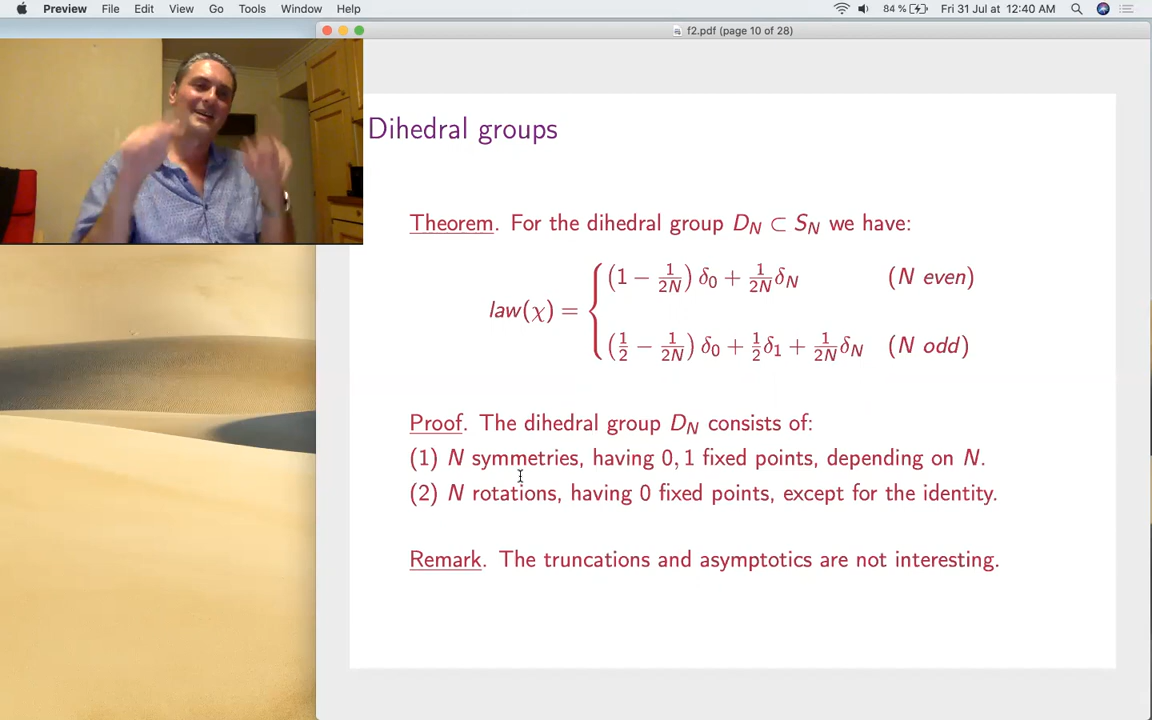 Preview File Edit View Go Tools Window Help 84 % Fri 31 Jul at 12:40 AM
f2.pdf (page 10 of 28)
Dihedral groups
Theorem. For the dihedral group D_N ⊂ S_N we have:
law(χ) = { (1 − 1/2N) δ_0 + 1/2N δ_N (N even)
(1/2 − 1/2N) δ_0 + 1/2 δ_1 + 1/2N δ_N (N odd)
Proof. The dihedral group D_N consists of:
(1) N symmetries, having 0, 1 fixed points, depending on N.
(2) N rotations, having 0 fixed points, except for the identity.
Remark. The truncations and asymptotics are not interesting.